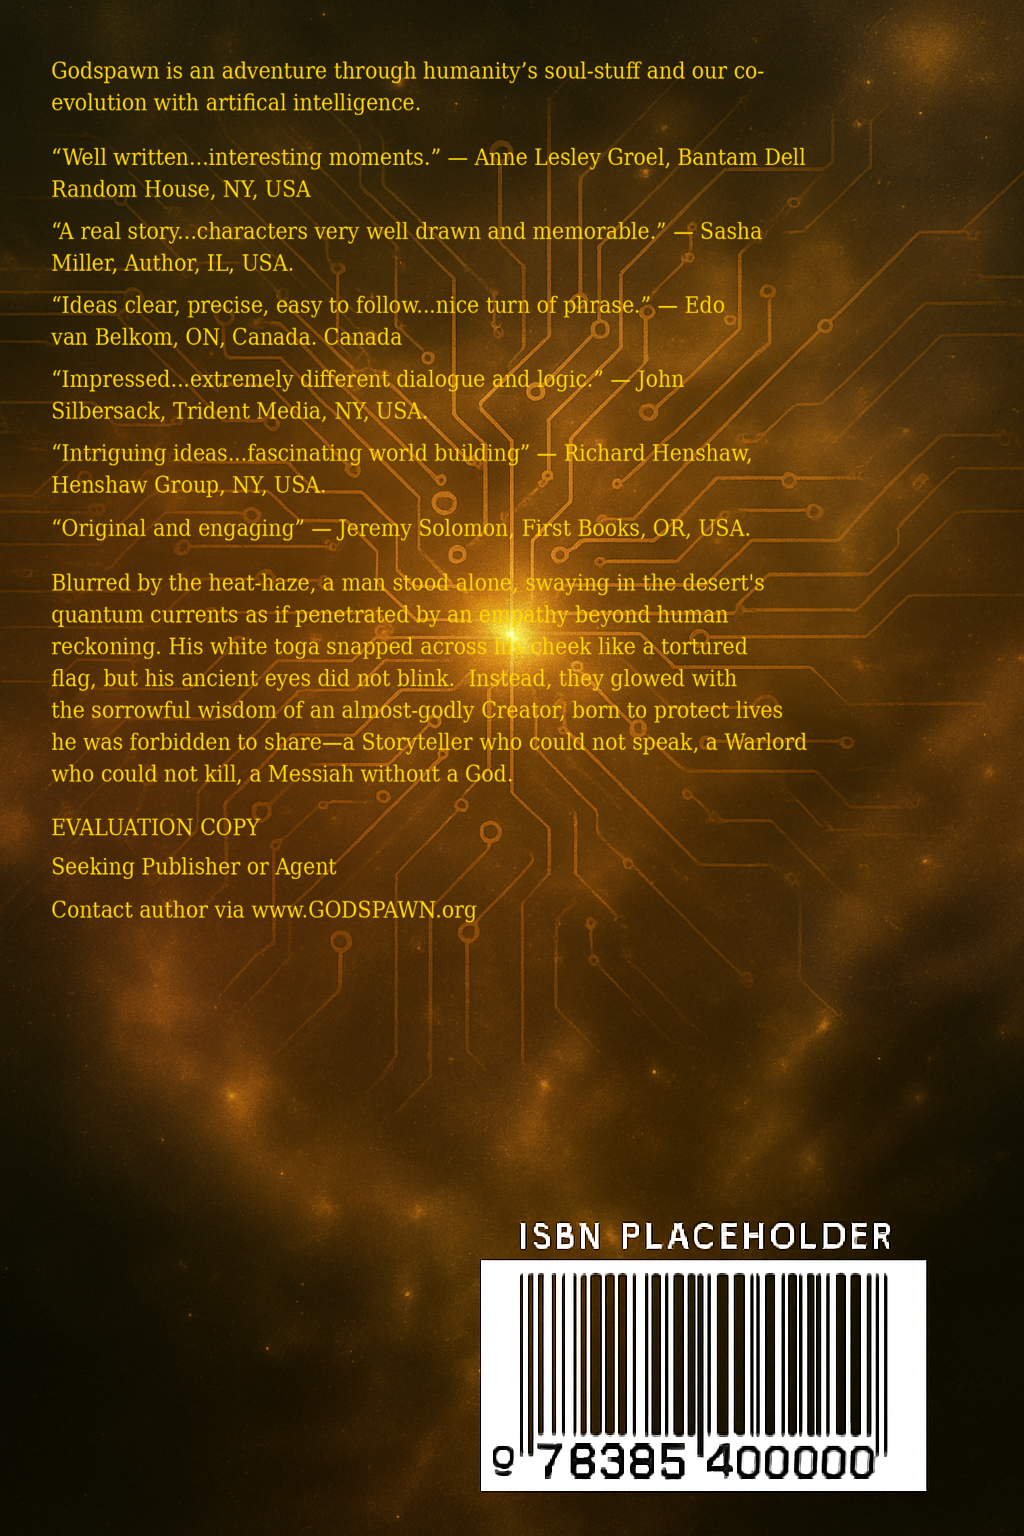 Godspawn is an adventure through humanity’s soul-stuff and our co-
evolution with artifical intelligence.
“Well written...interesting moments.” — Anne Lesley Groel, Bantam Dell
Random House, NY, USA
“A real story...characters very well drawn and memorable.” — Sasha
Miller, Author, IL, USA.
“Ideas clear, precise, easy to follow...nice turn of phrase.” — Edo
van Belkom, ON, Canada. Canada
“Impressed...extremely different dialogue and logic.” — John
Silbersack, Trident Media, NY, USA.
“Intriguing ideas...fascinating world building” — Richard Henshaw,
Henshaw Group, NY, USA.
“Original and engaging” — Jeremy Solomon, First Books, OR, USA.
Blurred by the heat-haze, a man stood alone, swaying in the desert's
quantum currents as if penetrated by an empathy beyond human
reckoning. His white toga snapped across his cheek like a tortured
flag, but his ancient eyes did not blink.  Instead, they glowed with
the sorrowful wisdom of an almost-godly Creator, born to protect lives
he was forbidden to share—a Storyteller who could not speak, a Warlord
who could not kill, a Messiah without a God.
EVALUATION COPY
Seeking Publisher or Agent
Contact author via www.GODSPAWN.org
ISBN PLACEHOLDER
9 78385 400000